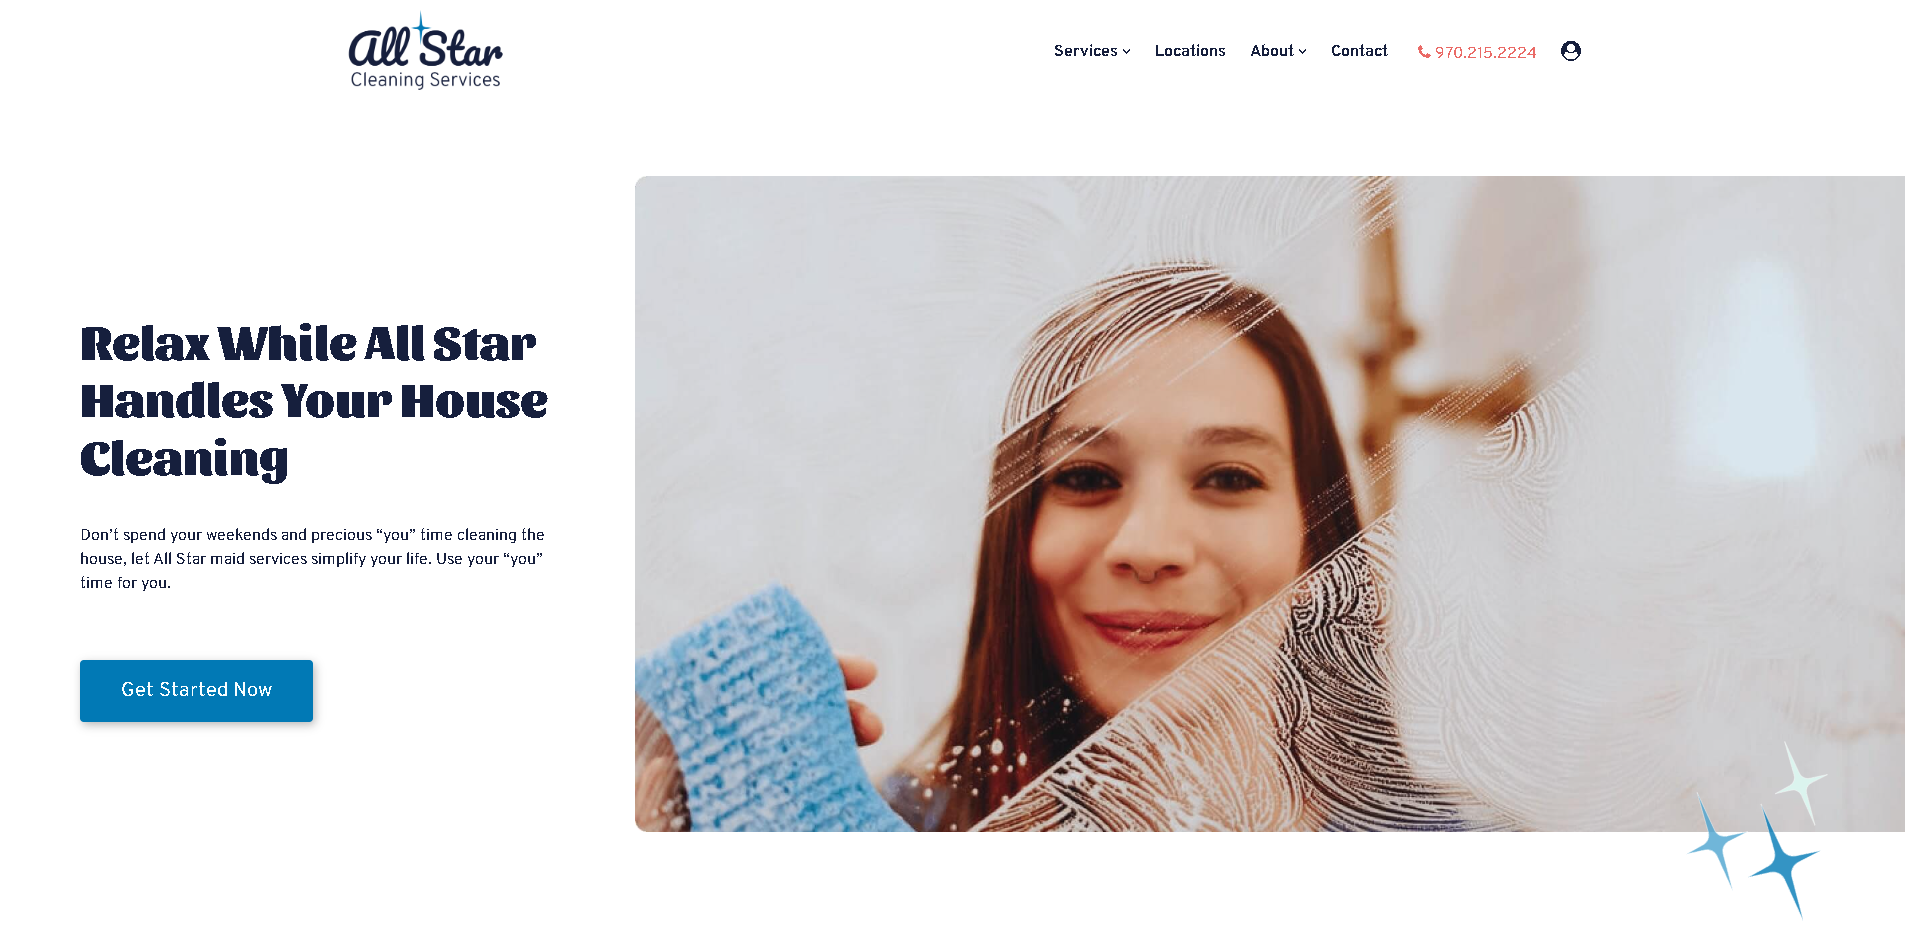 All Star
Cleaning Services
Services
Locations
About
Contact
970.215.2224
Relax While All Star
Handles Your House
Cleaning
Don’t spend your weekends and precious “you” time cleaning the
house, let All Star maid services simplify your life. Use your “you”
time for you.
Get Started Now